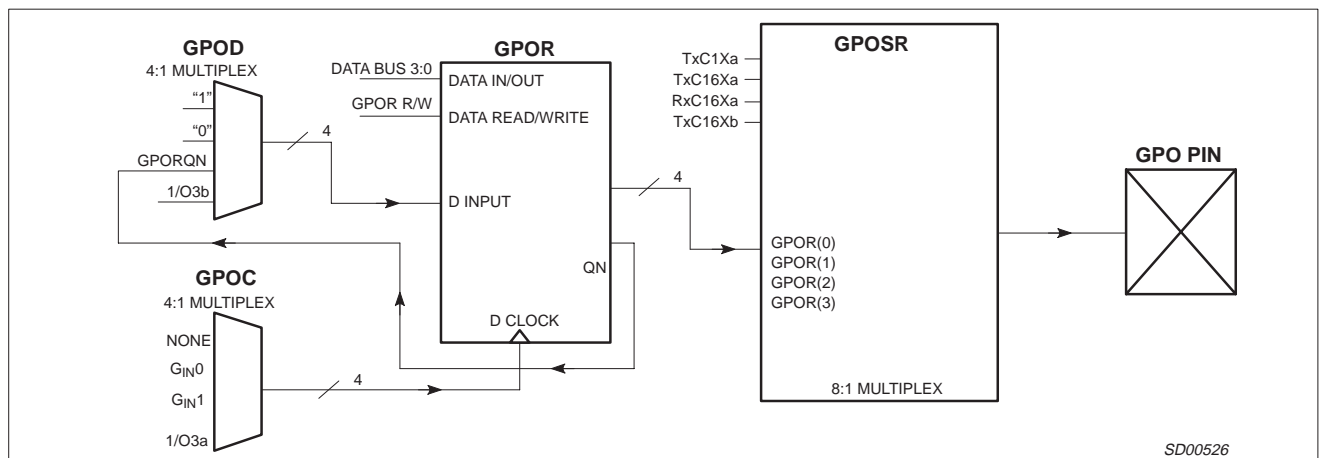 GPOD
4:1 MULTIPLEX
“1”
“0”
GPORQN
1/O3b
4
GPOC
4:1 MULTIPLEX
NONE
GIN0
GIN1
1/O3a
4
GPOR
DATA BUS 3:0
DATA IN/OUT
GPOR R/W
DATA READ/WRITE
D INPUT
QN
D CLOCK
4
GPOSR
TxC1Xa
TxC16Xa
RxC16Xa
TxC16Xb
GPOR(0)
GPOR(1)
GPOR(2)
GPOR(3)
8:1 MULTIPLEX
GPO PIN
SD00526